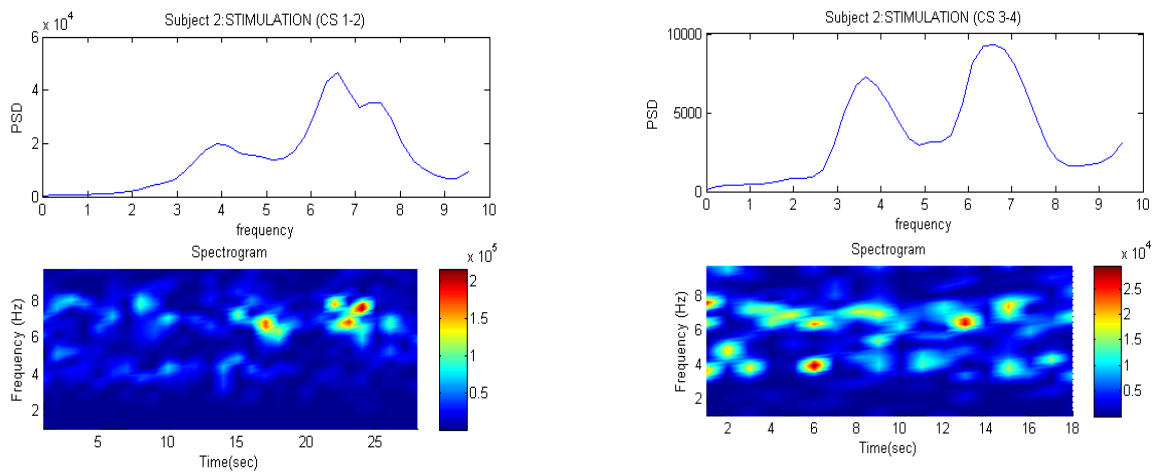 Subject 2:STIMULATION (CS 1-2)
x 10^4
6
4
2
0
PSD
0 1 2 3 4 5 6 7 8 9 10
frequency
Spectrogram
x 10^5
8
6
4
2
Frequency (Hz)
2
1.5
1
0.5
5 10 15 20 25
Time(sec)
Subject 2:STIMULATION (CS 3-4)
10000
5000
0
PSD
0 1 2 3 4 5 6 7 8 9 10
frequency
Spectrogram
x 10^4
8
6
4
2
Frequency (Hz)
2.5
2
1.5
1
0.5
2 4 6 8 10 12 14 16 18
Time(sec)